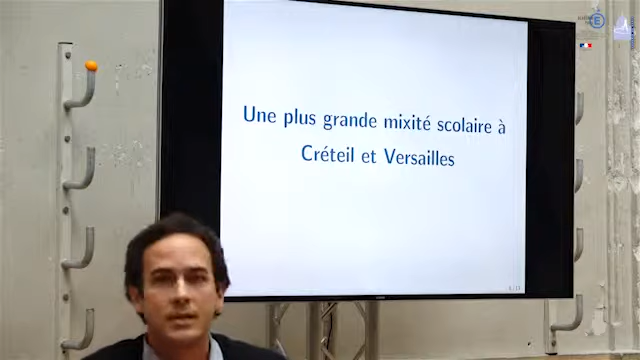 Une plus grande mixité scolaire à
Créteil et Versailles